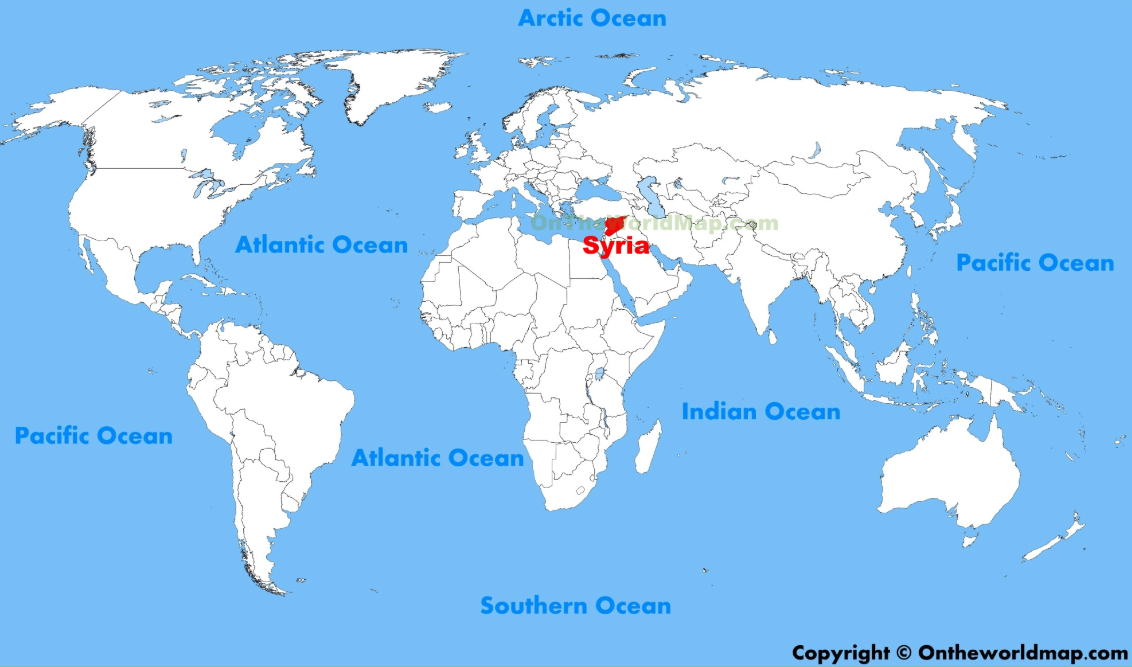 Arctic Ocean
OnTheWorldMap.com
Syria
Atlantic Ocean
Pacific Ocean
Indian Ocean
Pacific Ocean
Atlantic Ocean
Southern Ocean
Copyright © Ontheworldmap.com